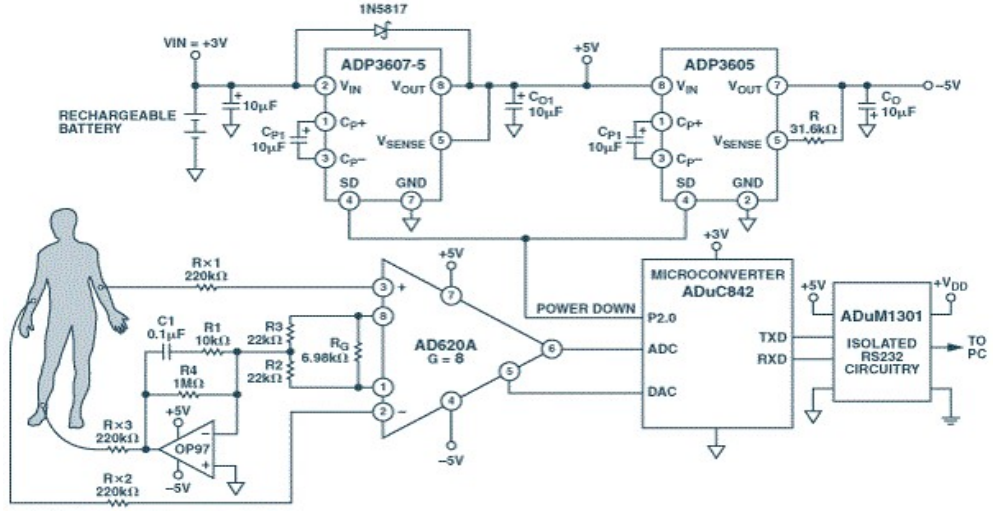 1N5817
VIN = +3V
RECHARGEABLE
BATTERY
+
10µF
ADP3607-5
2
VIN
VOUT
8
CP1
10µF
+
1
CP+
3
CP−
VSENSE
5
SD
4
GND
7
+
CO1
10µF
+5V
ADP3605
8
VIN
VOUT
7
CP1
10µF
+
1
CP+
3
CP−
VSENSE
5
SD
4
GND
2
R
31.6kΩ
CO
10µF
+
−5V
R×1
220kΩ
C1
0.1µF
R1
10kΩ
R3
22kΩ
R2
22kΩ
R4
1MΩ
RG
6.98kΩ
+5V
7
3
+
8
AD620A
G = 8
6
5
1
2
−
4
−5V
R×3
220kΩ
+5V
−
OP97
+
−5V
R×2
220kΩ
POWER DOWN
+3V
MICROCONVERTER
ADuC842
P2.0
ADC
DAC
TXD
RXD
+5V
+VDD
ADuM1301
ISOLATED
RS232
CIRCUITRY
TO
PC